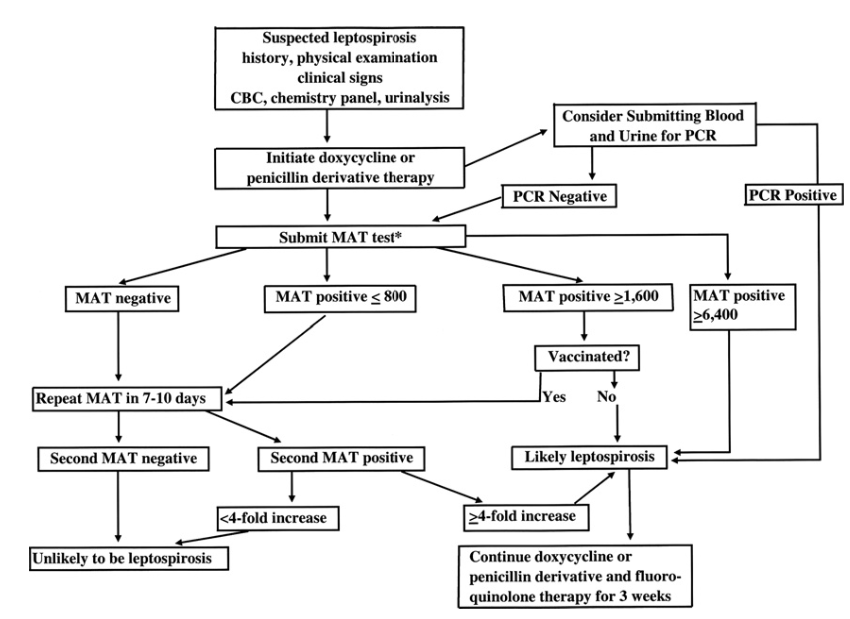 Suspected leptospirosis
history, physical examination
clinical signs
CBC, chemistry panel, urinalysis
Consider Submitting Blood
and Urine for PCR
Initiate doxycycline or
penicillin derivative therapy
PCR Negative
PCR Positive
Submit MAT test*
MAT negative
MAT positive ≤ 800
MAT positive ≥1,600
MAT positive
≥6,400
Vaccinated?
Repeat MAT in 7-10 days
Yes
No
Second MAT negative
Second MAT positive
Likely leptospirosis
<4-fold increase
≥4-fold increase
Unlikely to be leptospirosis
Continue doxycycline or
penicillin derivative and fluoro-
quinolone therapy for 3 weeks